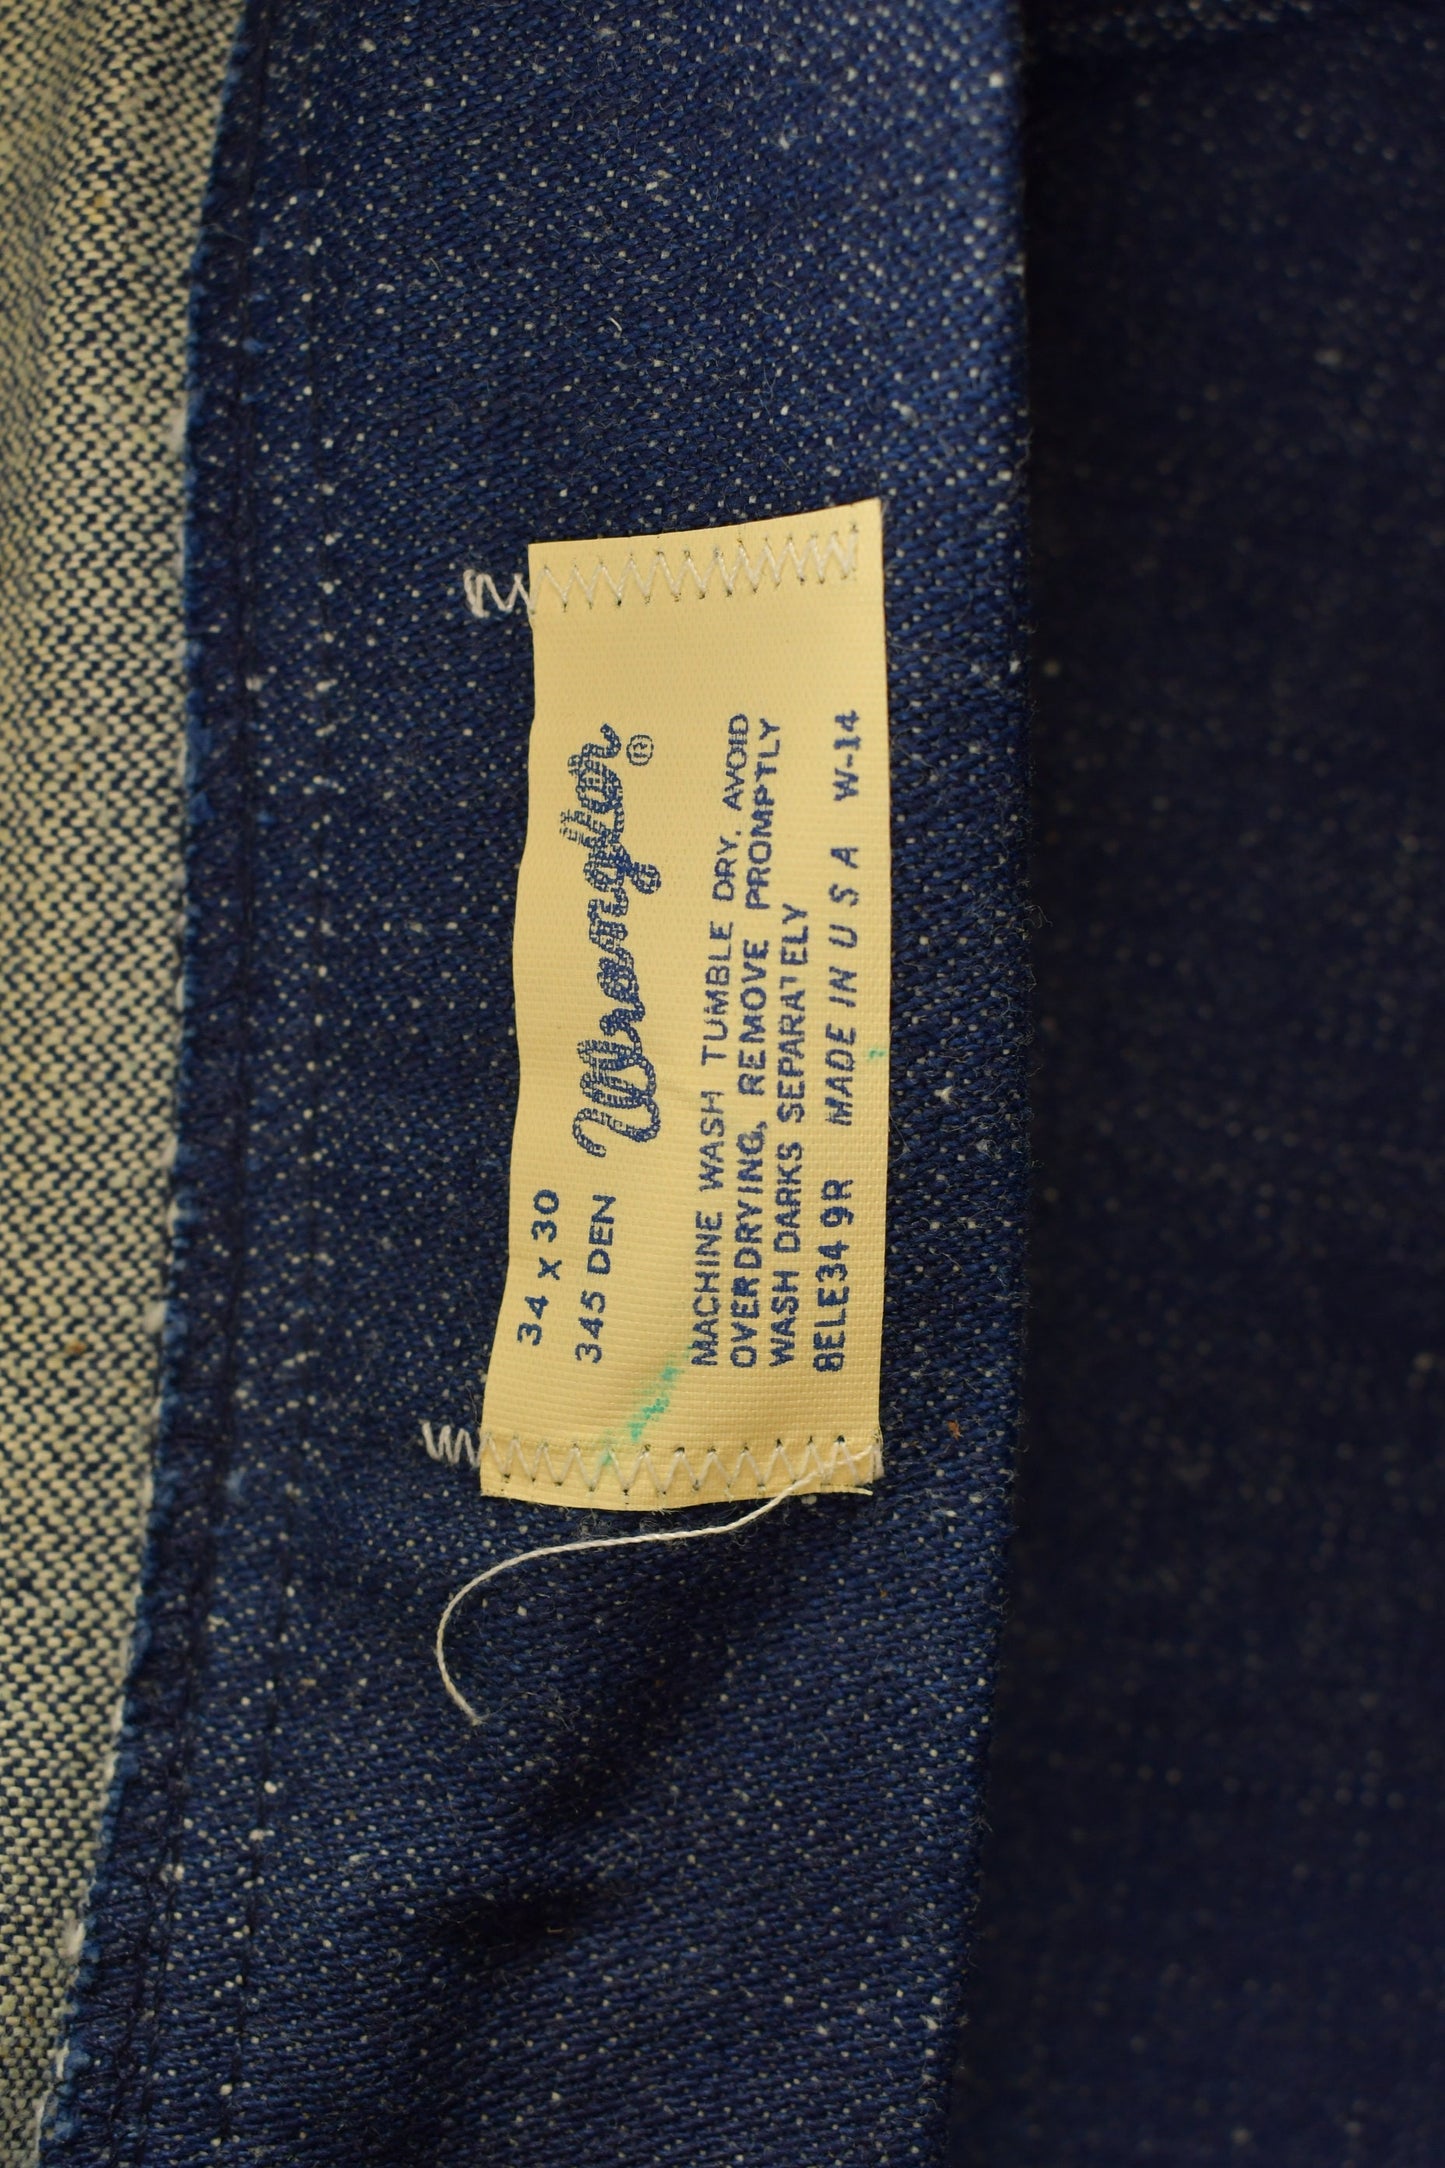 34 x 30
345 DEN Wrangler®
MACHINE WASH TUMBLE DRY. AVOID
OVERDRYING, REMOVE PROMPTLY
WASH DARKS SEPARATELY
8ELE34 9R MADE IN U S A W-14